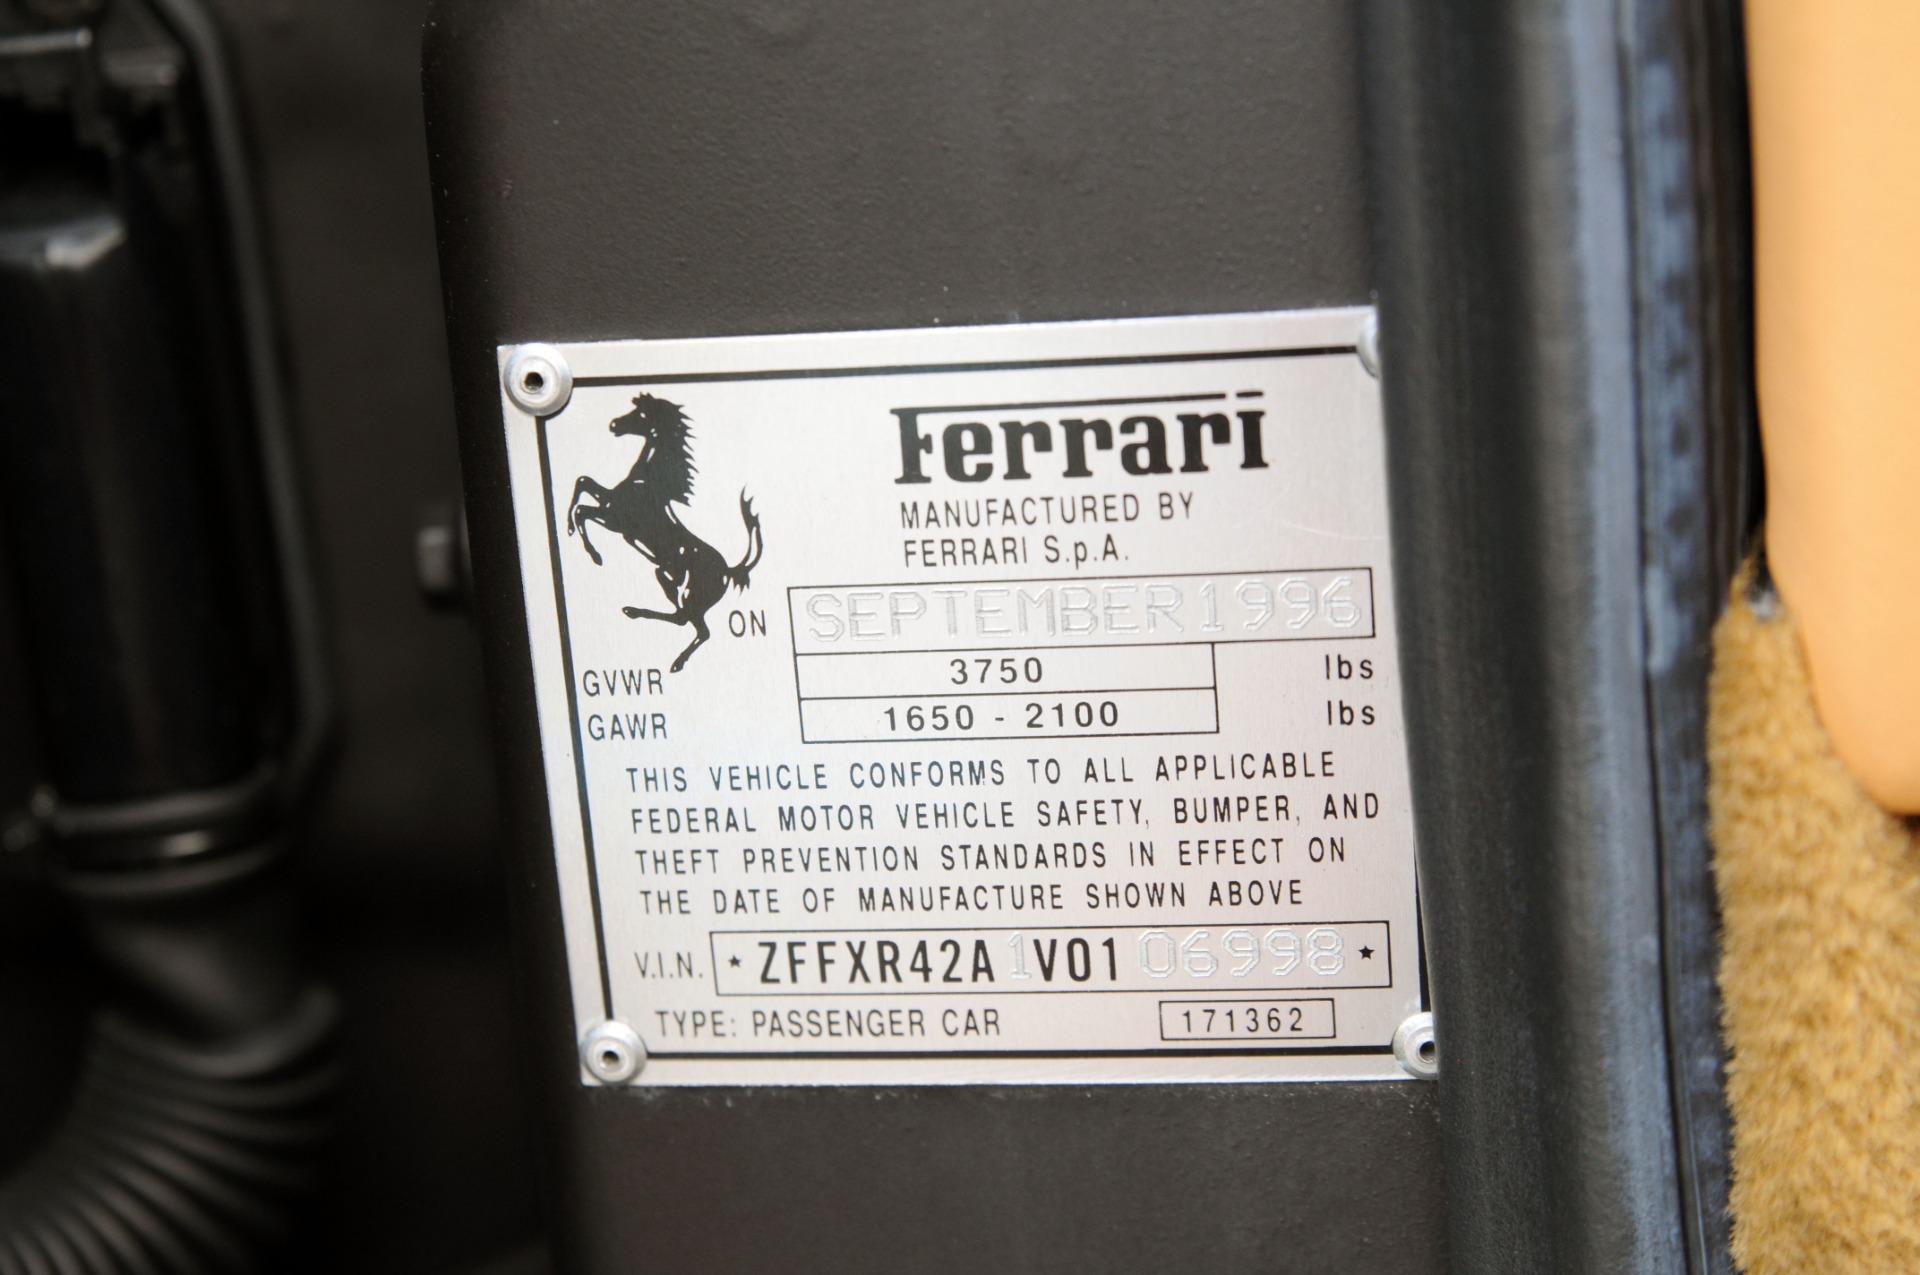 Ferrari
MANUFACTURED BY
FERRARI S.p.A.
ON SEPTEMBER 1996
GVWR 3750 lbs
GAWR 1650 - 2100 lbs
THIS VEHICLE CONFORMS TO ALL APPLICABLE
FEDERAL MOTOR VEHICLE SAFETY, BUMPER, AND
THEFT PREVENTION STANDARDS IN EFFECT ON
THE DATE OF MANUFACTURE SHOWN ABOVE
V.I.N. ★ ZFFXR42A1V0106998 ★
TYPE: PASSENGER CAR 171362